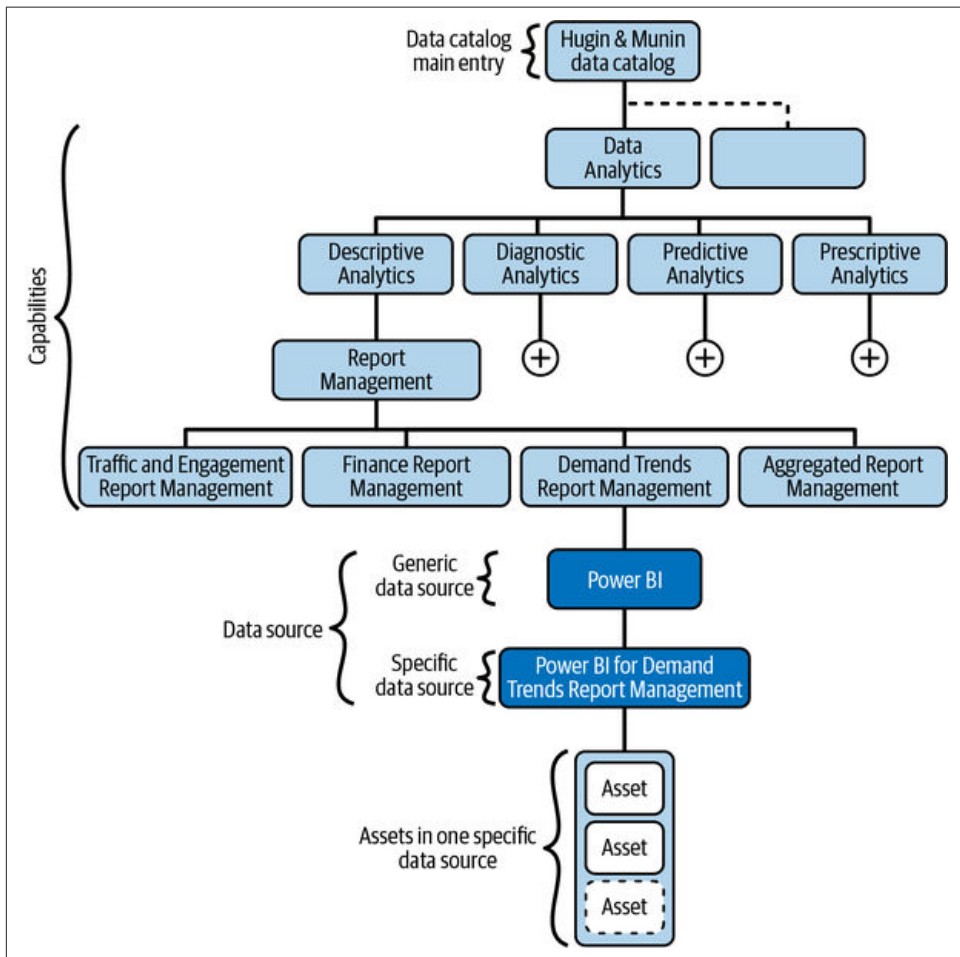 Data catalog
main entry
Hugin & Munin
data catalog
Data
Analytics
Capabilities
Descriptive
Analytics
Diagnostic
Analytics
Predictive
Analytics
Prescriptive
Analytics
Report
Management
+
+
+
Traffic and Engagement
Report Management
Finance Report
Management
Demand Trends
Report Management
Aggregated Report
Management
Data source
Generic
data source
Power BI
Specific
data source
Power BI for Demand
Trends Report Management
Assets in one specific
data source
Asset
Asset
Asset